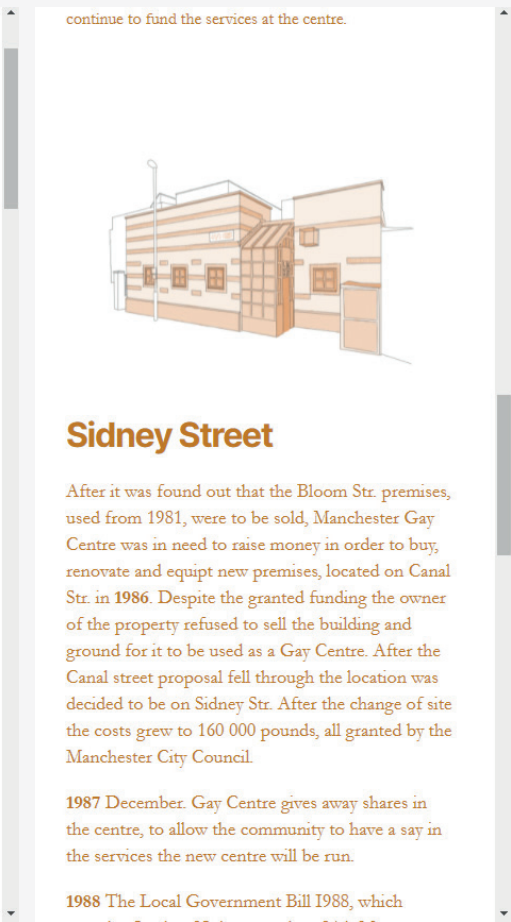 continue to fund the services at the centre.
Sidney Street
After it was found out that the Bloom Str. premises,
used from 1981, were to be sold, Manchester Gay
Centre was in need to raise money in order to buy,
renovate and equipt new premises, located on Canal
Str. in 1986. Despite the granted funding the owner
of the property refused to sell the building and
ground for it to be used as a Gay Centre. After the
Canal street proposal fell through the location was
decided to be on Sidney Str. After the change of site
the costs grew to 160 000 pounds, all granted by the
Manchester City Council.
1987 December. Gay Centre gives away shares in
the centre, to allow the community to have a say in
the services the new centre will be run.
1988 The Local Government Bill I988, which